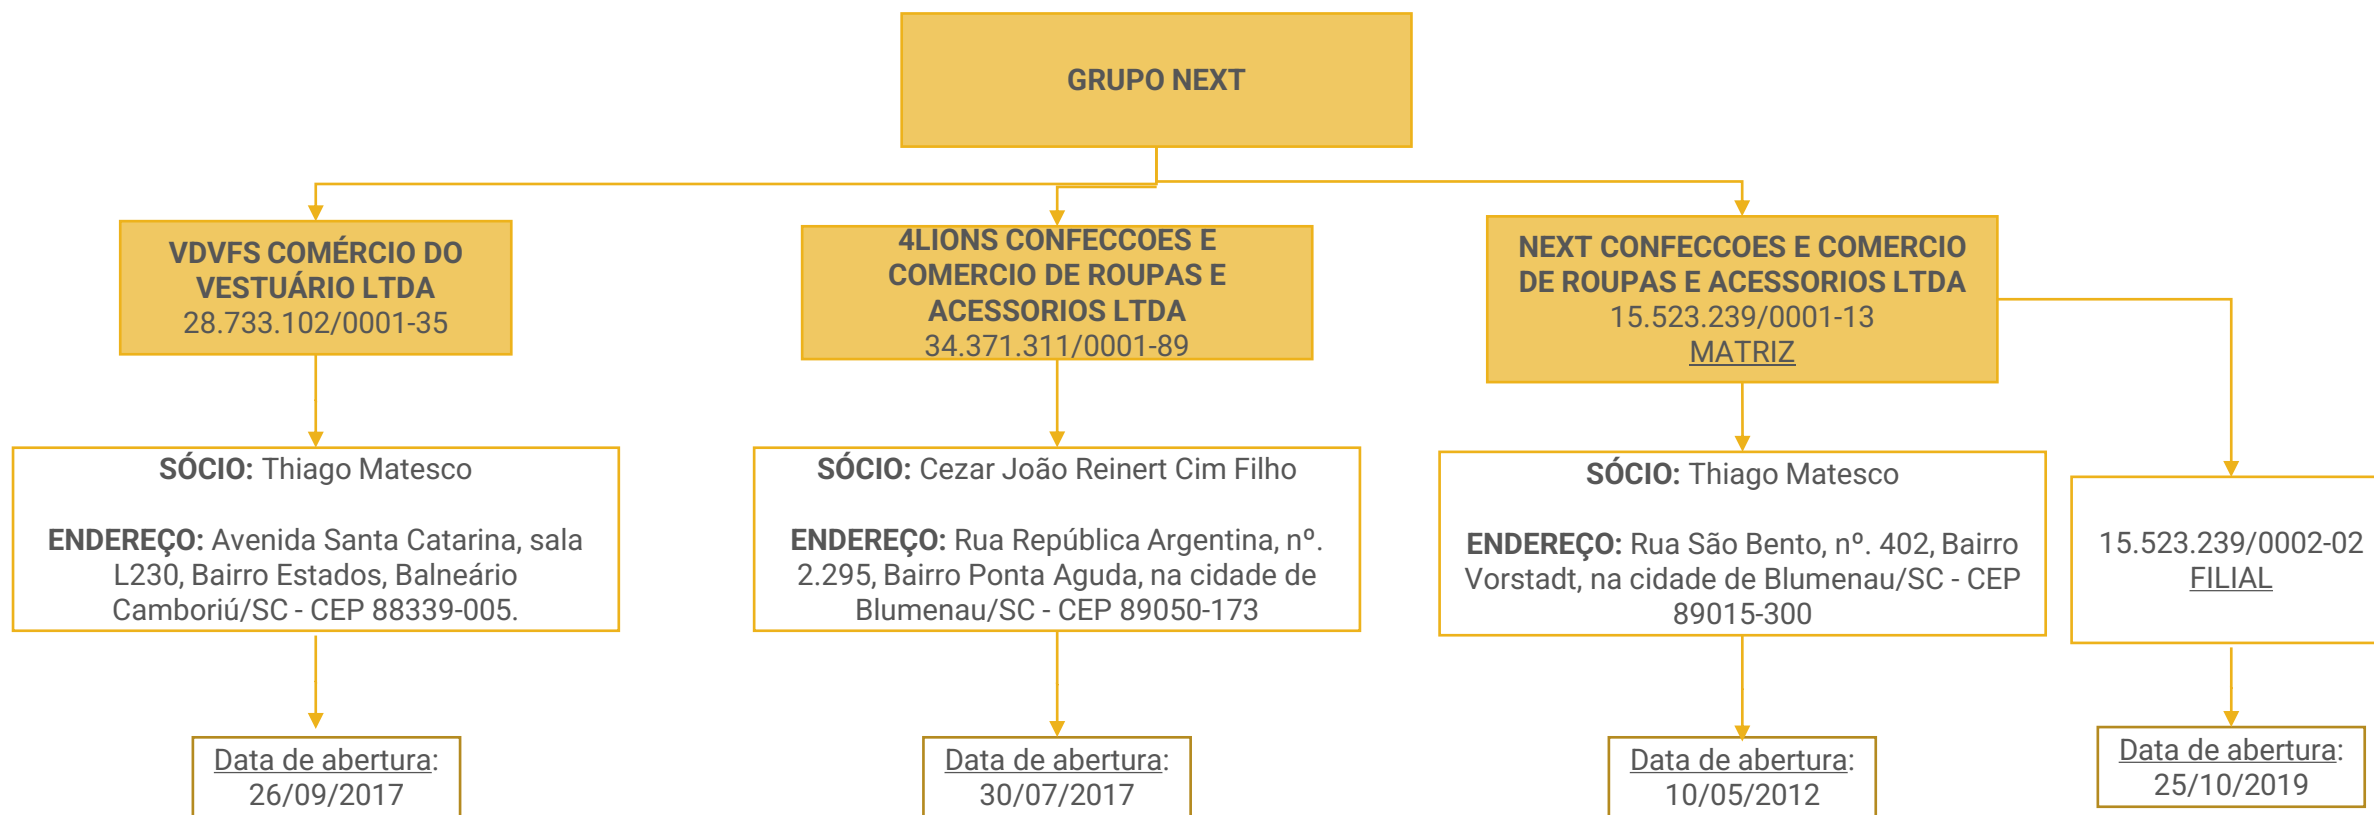 GRUPO NEXT
VDVFS COMÉRCIO DO
VESTUÁRIO LTDA
28.733.102/0001-35
4LIONS CONFECCOES E
COMERCIO DE ROUPAS E
ACESSORIOS LTDA
34.371.311/0001-89
NEXT CONFECCOES E COMERCIO
DE ROUPAS E ACESSORIOS LTDA
15.523.239/0001-13
MATRIZ
SÓCIO: Thiago Matesco
ENDEREÇO: Avenida Santa Catarina, sala
L230, Bairro Estados, Balneário
Camboriú/SC - CEP 88339-005.
SÓCIO: Cezar João Reinert Cim Filho
ENDEREÇO: Rua República Argentina, nº.
2.295, Bairro Ponta Aguda, na cidade de
Blumenau/SC - CEP 89050-173
SÓCIO: Thiago Matesco
ENDEREÇO: Rua São Bento, nº. 402, Bairro
Vorstadt, na cidade de Blumenau/SC - CEP
89015-300
15.523.239/0002-02
FILIAL
Data de abertura:
26/09/2017
Data de abertura:
30/07/2017
Data de abertura:
10/05/2012
Data de abertura:
25/10/2019